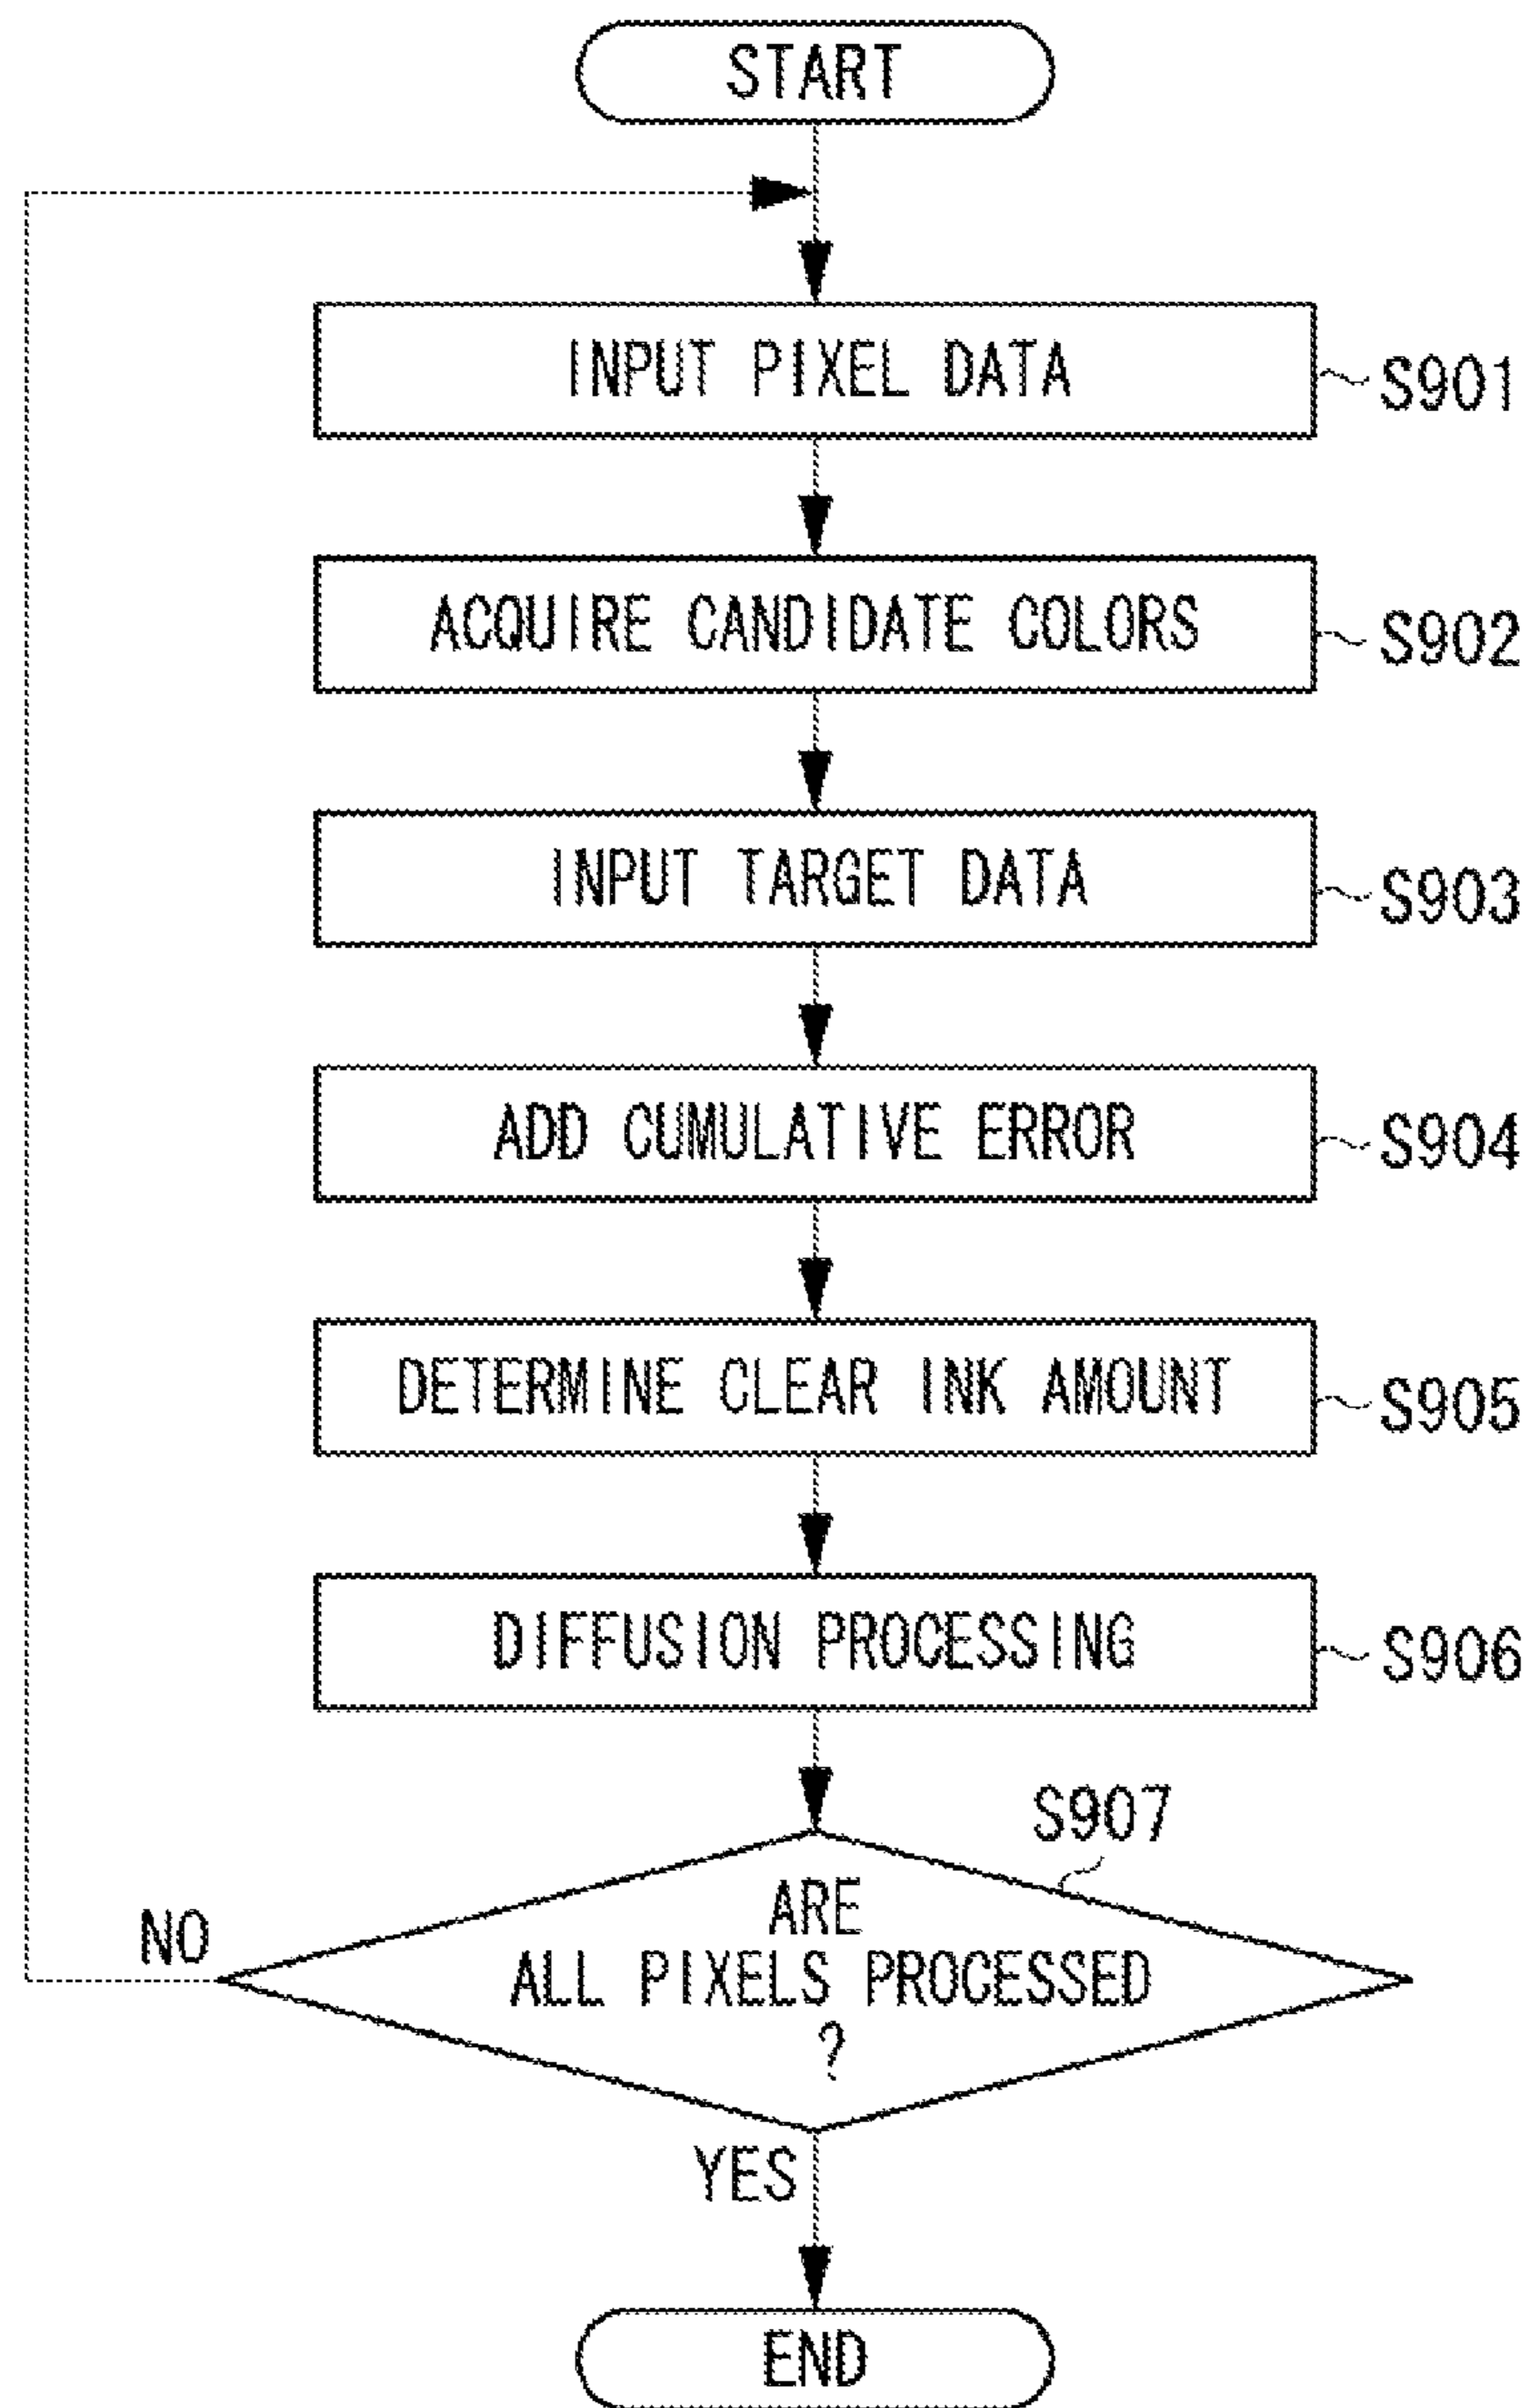 START
INPUT PIXEL DATA
S901
ACQUIRE CANDIDATE COLORS
S902
INPUT TARGET DATA
S903
ADD CUMULATIVE ERROR
S904
DETERMINE CLEAR INK AMOUNT
S905
DIFFUSION PROCESSING
S906
S907
ARE
ALL PIXELS PROCESSED
?
NO
YES
END